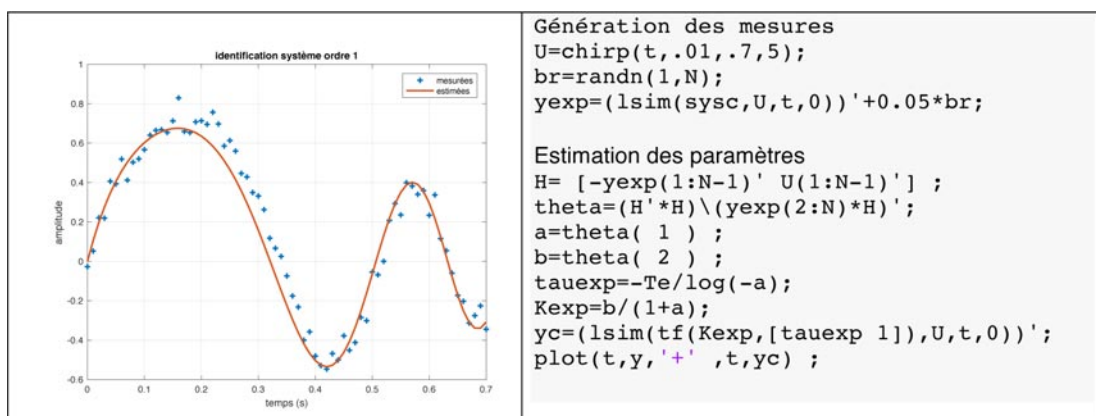 identification système ordre 1
mesurées
estimées
amplitude
1
0.8
0.6
0.4
0.2
0
-0.2
-0.4
-0.6
0 0.1 0.2 0.3 0.4 0.5 0.6 0.7
temps (s)
Génération des mesures
U=chirp(t,.01,.7,5);
br=randn(1,N);
yexp=(lsim(sysc,U,t,0))'+0.05*br;
Estimation des paramètres
H= [-yexp(1:N-1)' U(1:N-1)'] ;
theta=(H'*H)\(yexp(2:N)*H)';
a=theta( 1 ) ;
b=theta( 2 ) ;
tauexp=-Te/log(-a);
Kexp=b/(1+a);
yc=(lsim(tf(Kexp,[tauexp 1]),U,t,0))';
plot(t,y,'+' ,t,yc) ;